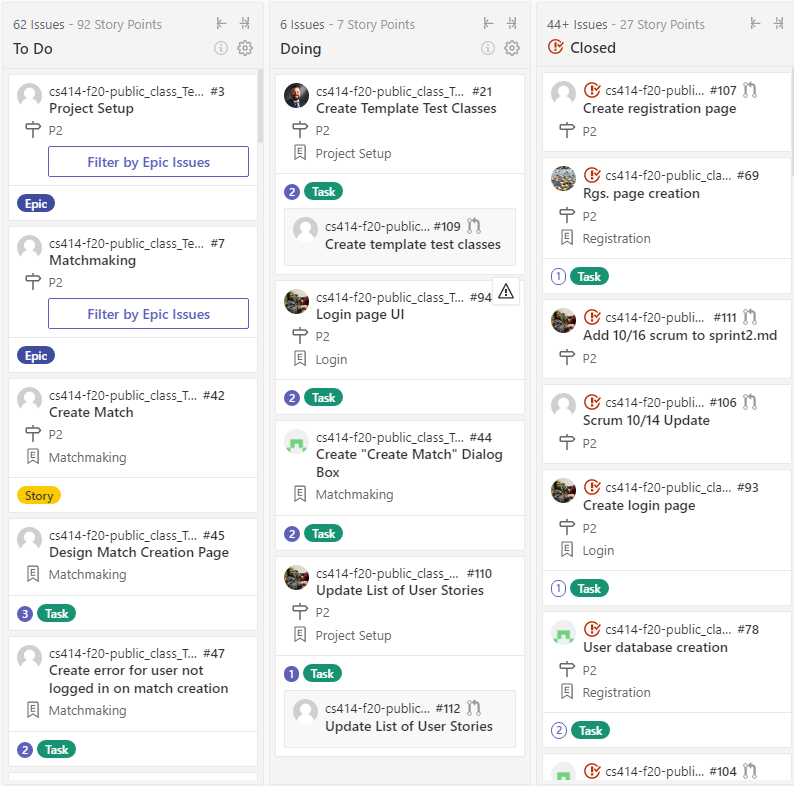 62 Issues - 92 Story Points
To Do
cs414-f20-public_class_Te... #3
Project Setup
P2
Filter by Epic Issues
Epic
cs414-f20-public_class_Te... #7
Matchmaking
P2
Filter by Epic Issues
Epic
cs414-f20-public_class_T... #42
Create Match
P2
Matchmaking
Story
cs414-f20-public_class_T... #45
Design Match Creation Page
Matchmaking
3 Task
cs414-f20-public_class_T... #47
Create error for user not
logged in on match creation
Matchmaking
2 Task
6 Issues - 7 Story Points
Doing
cs414-f20-public_class_T... #21
Create Template Test Classes
P2
Project Setup
2 Task
cs414-f20-public... #109
Create template test classes
cs414-f20-public_class_T... #94
Login page UI
P2
Login
2 Task
cs414-f20-public_class_T... #44
Create "Create Match" Dialog
Box
Matchmaking
2 Task
cs414-f20-public_class_... #110
Update List of User Stories
P2
Project Setup
1 Task
cs414-f20-public... #112
Update List of User Stories
44+ Issues - 27 Story Points
Closed
cs414-f20-publi... #107
Create registration page
P2
cs414-f20-public_cla... #69
Rgs. page creation
P2
Registration
1 Task
cs414-f20-publi... #111
Add 10/16 scrum to sprint2.md
P2
cs414-f20-publi... #106
Scrum 10/14 Update
P2
cs414-f20-public_cla... #93
Create login page
P2
Login
1 Task
cs414-f20-public_cla... #78
User database creation
P2
Registration
2 Task
cs414-f20-publi... #104